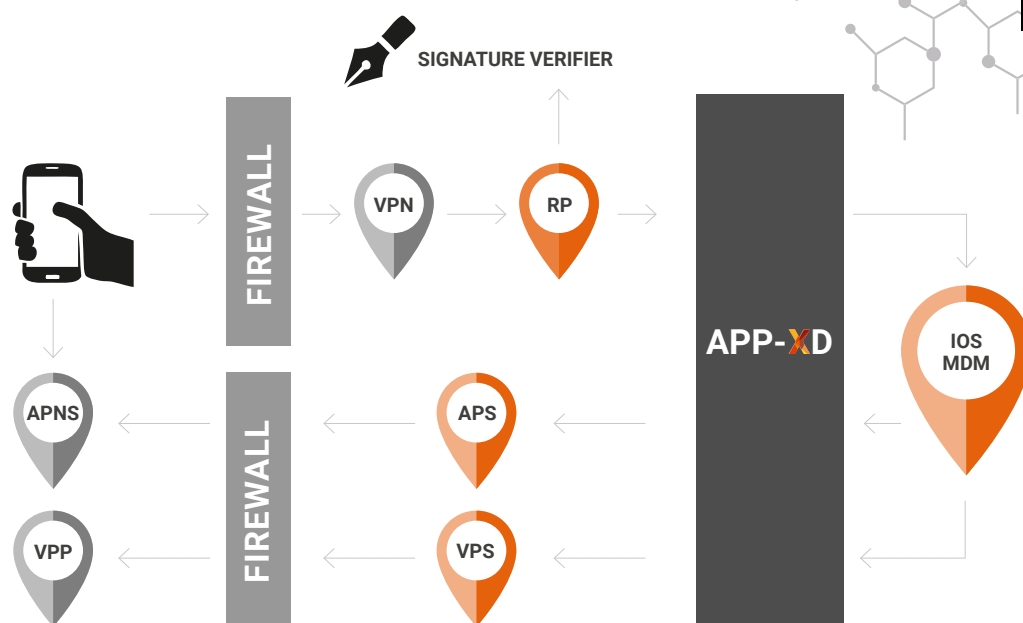 SIGNATURE VERIFIER
FIREWALL
VPN
RP
APP-XD
IOS
MDM
APNS
FIREWALL
APS
VPP
VPS